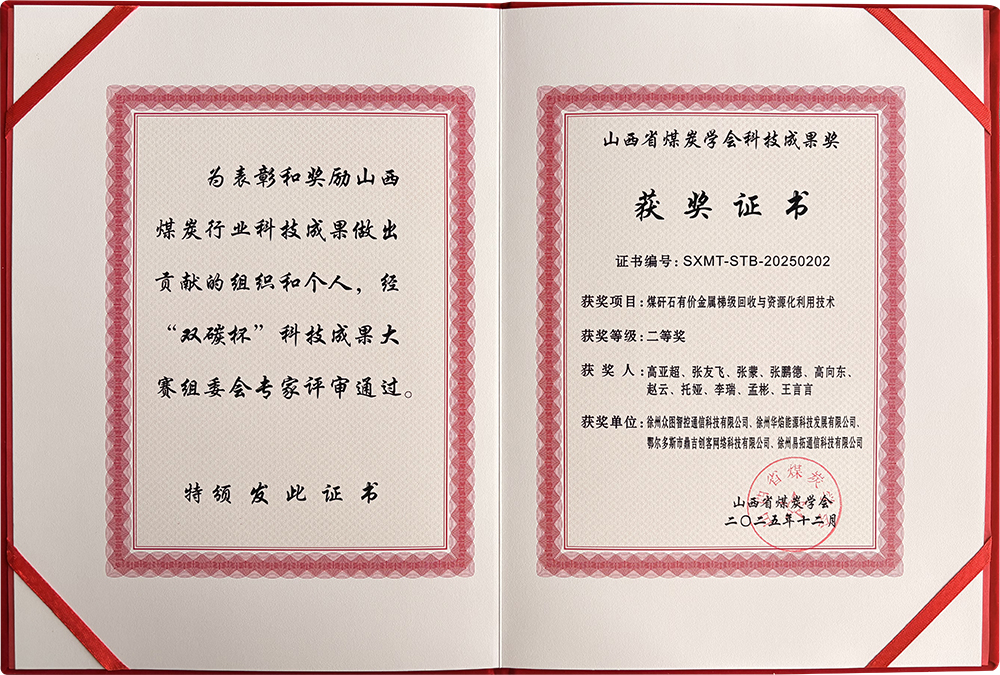 为表彰和奖励山西
煤炭行业科技成果做出
贡献的组织和个人，经
“双碳杯”科技成果大
赛组委会专家评审通过。
特颁发此证书
山西省煤炭学会科技成果奖
获奖证书
证书编号：SXMT-STB-20250202
获奖项目：煤矸石有价金属梯级回收与资源化利用技术
获奖等级：二等奖
获奖人：高亚超、张友飞、张蒙、张鹏德、高向东、
赵云、托娅、李瑞、孟彬、王言言
获奖单位：徐州众图智控通信科技有限公司、徐州华焰能源科技发展有限公司、
鄂尔多斯市鼎吉创客网络科技有限公司、徐州易拓通信科技有限公司
山西省煤炭学会
二〇二五年十二月